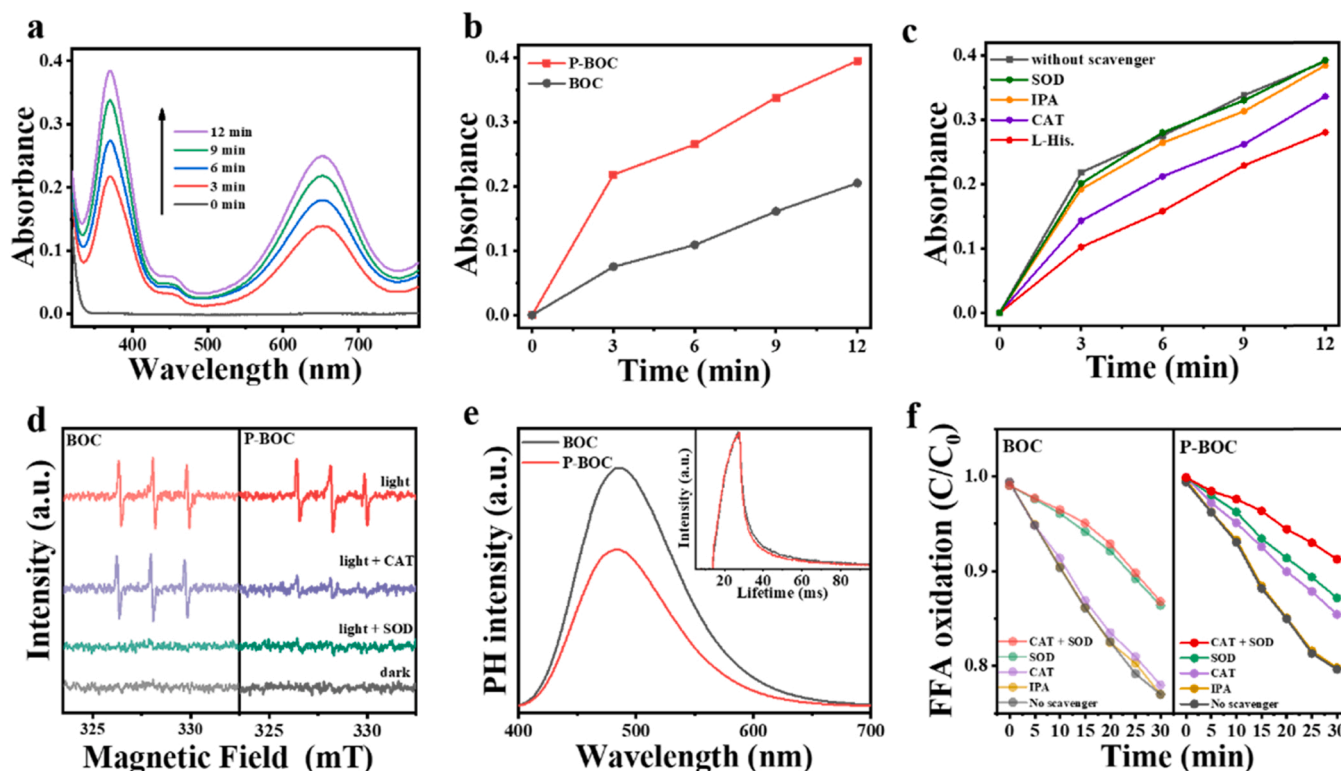 a
0.4
0.3
0.2
0.1
0.0
Absorbance
12 min
9 min
6 min
3 min
0 min
400 500 600 700
Wavelength (nm)
b
0.4
0.3
0.2
0.1
0.0
Absorbance
P-BOC
BOC
0 3 6 9 12
Time (min)
c
0.4
0.3
0.2
0.1
0.0
Absorbance
without scavenger
SOD
IPA
CAT
L-His.
0 3 6 9 12
Time (min)
d
BOC P-BOC
Intensity (a.u.)
light
light + CAT
light + SOD
dark
325 330 325 330
Magnetic Field (mT)
e
PH intensity (a.u.)
BOC
P-BOC
Intensity (a.u.)
20 40 60 80
Lifetime (ms)
400 500 600 700
Wavelength (nm)
f
BOC P-BOC
1.0
0.9
0.8
FFA oxidation (C/C0)
CAT + SOD
SOD
CAT
IPA
No scavenger
CAT + SOD
SOD
CAT
IPA
No scavenger
0 5 10 15 20 25 30 0 5 10 15 20 25 30
Time (min)